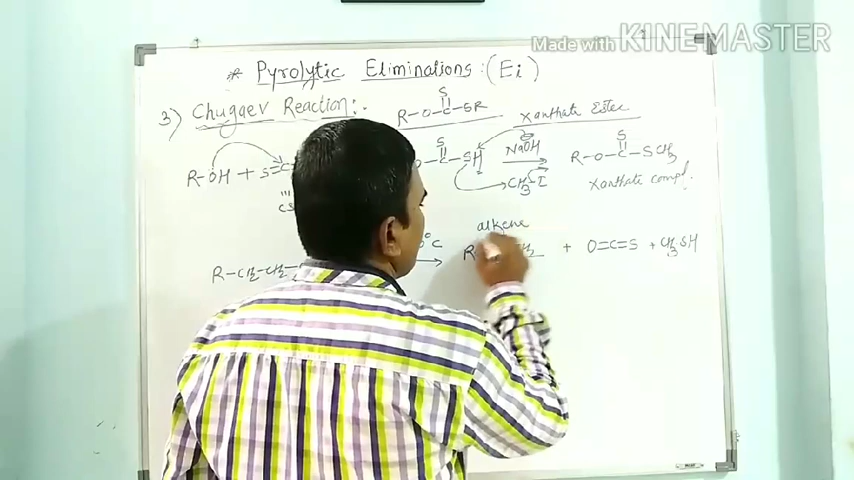 Made with KINEMASTER
* Pyrolytic Eliminations : (Ei)
3) Chugaev Reaction :-
S
R-O-C-SR
Xanthate Ester
R-OH + S=C
S
-C-SH
NaOH
CH3-I
S
R-O-C-SCH3
Xanthate compd.
alkene
R-CH2-CH2-
°C
R
+ O=C=S + CH3SH